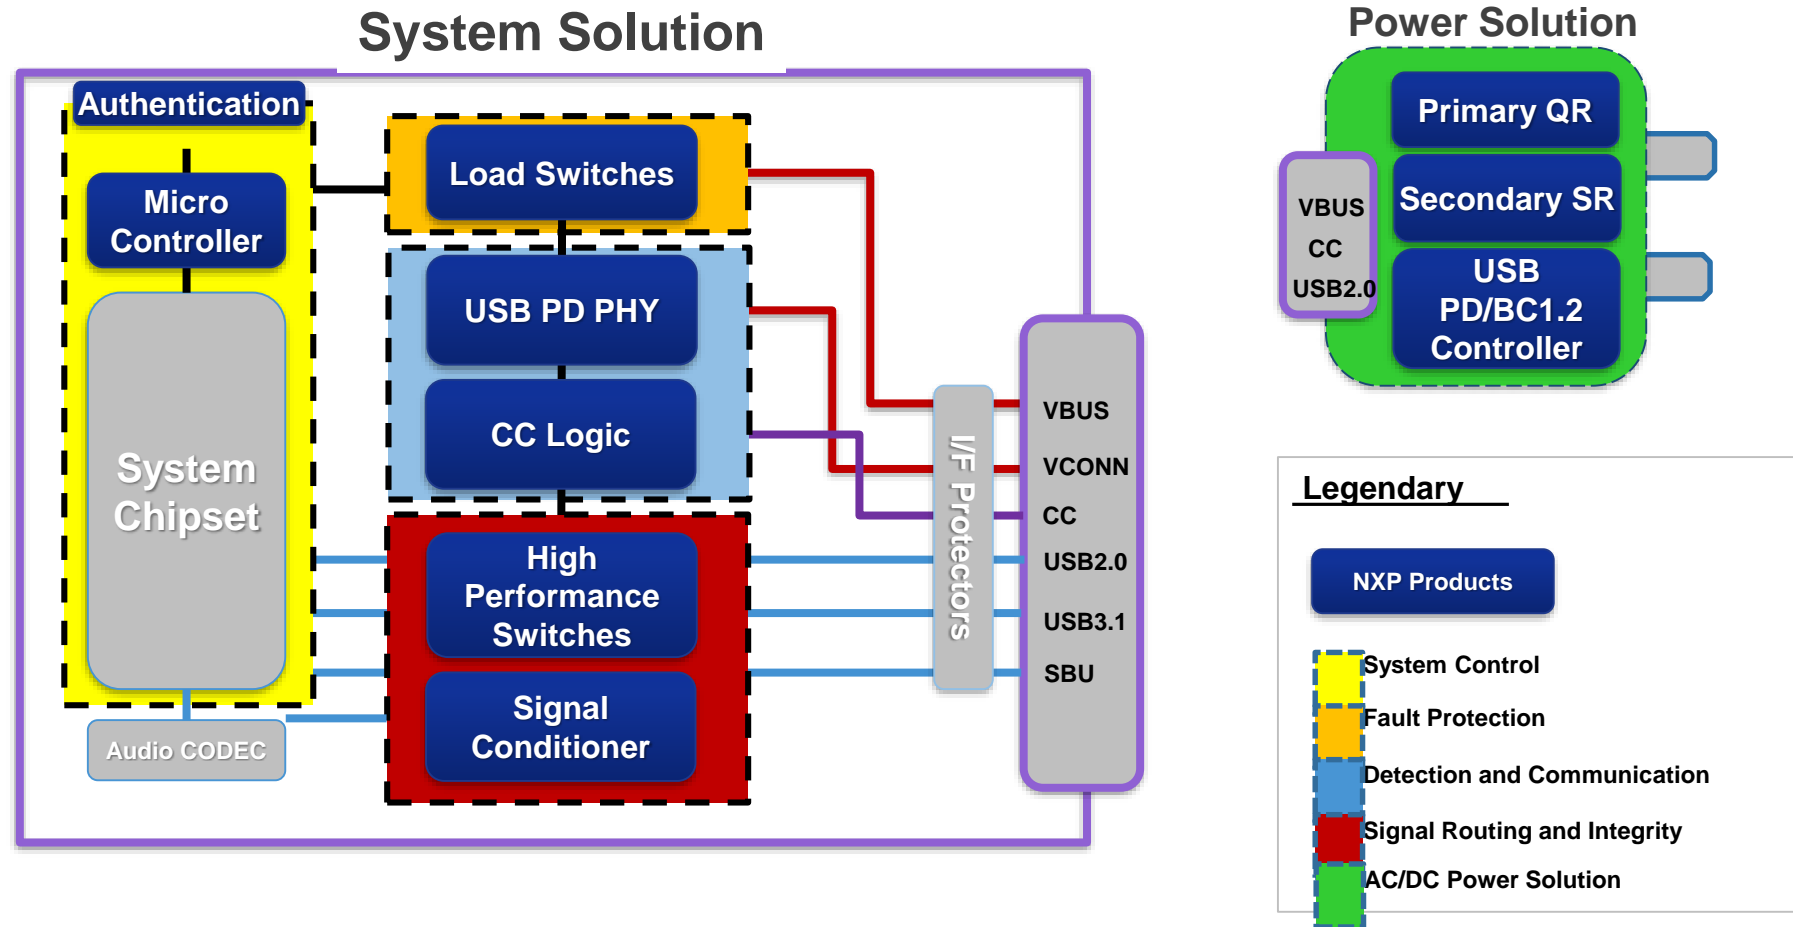 System Solution
Authentication
Micro
Controller
System
Chipset
Audio CODEC
Load Switches
USB PD PHY
CC Logic
High
Performance
Switches
Signal
Conditioner
I/F Protectors
VBUS
VCONN
CC
USB2.0
USB3.1
SBU
Power Solution
Primary QR
Secondary SR
USB
PD/BC1.2
Controller
VBUS
CC
USB2.0
Legendary
NXP Products
System Control
Fault Protection
Detection and Communication
Signal Routing and Integrity
AC/DC Power Solution